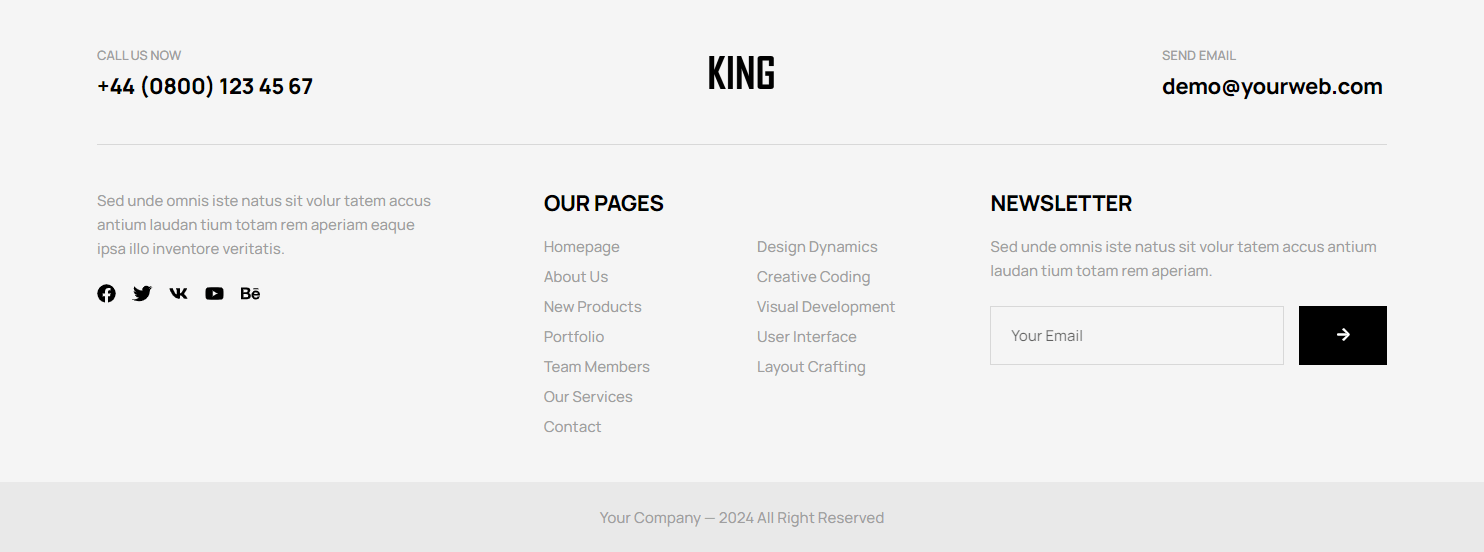 CALL US NOW
+44 (0800) 123 45 67
KING
SEND EMAIL
demo@yourweb.com
Sed unde omnis iste natus sit volur tatem accus
antium laudan tium totam rem aperiam eaque
ipsa illo inventore veritatis.
Bē
OUR PAGES
Homepage
About Us
New Products
Portfolio
Team Members
Our Services
Contact
Design Dynamics
Creative Coding
Visual Development
User Interface
Layout Crafting
NEWSLETTER
Sed unde omnis iste natus sit volur tatem accus antium
laudan tium totam rem aperiam.
Your Email
Your Company — 2024 All Right Reserved